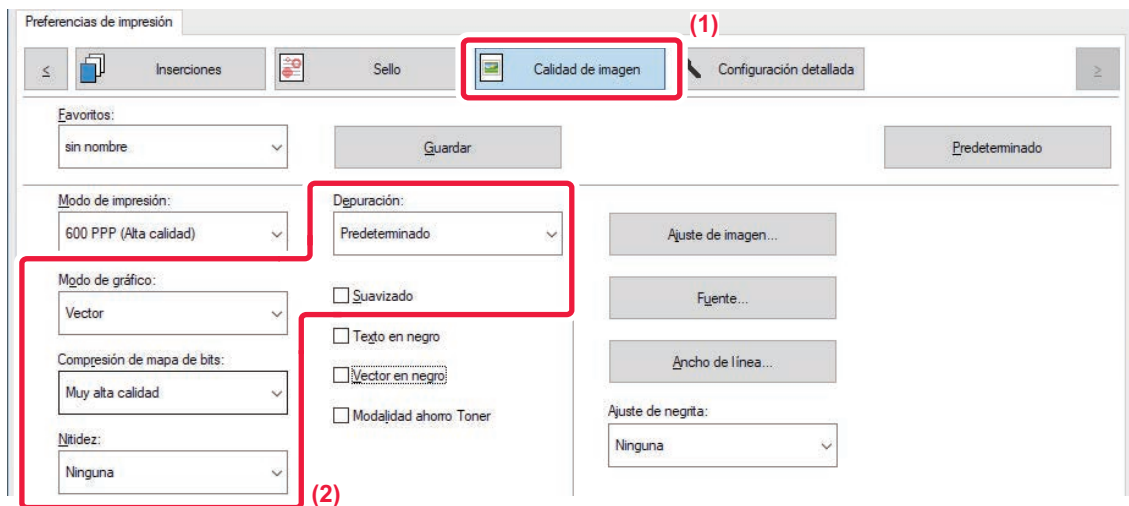 Preferencias de impresión
(1)
≤
Inserciones
Sello
Calidad de imagen
Configuración detallada
≥
Favoritos:
sin nombre
Guardar
Predeterminado
Modo de impresión:
600 PPP (Alta calidad)
Depuración:
Predeterminado
Ajuste de imagen...
Modo de gráfico:
Vector
Suavizado
Fuente...
Texto en negro
Compresión de mapa de bits:
Muy alta calidad
Vector en negro
Ancho de línea...
Modalidad ahorro Toner
Ajuste de negrita:
Ninguna
Nitidez:
Ninguna
(2)